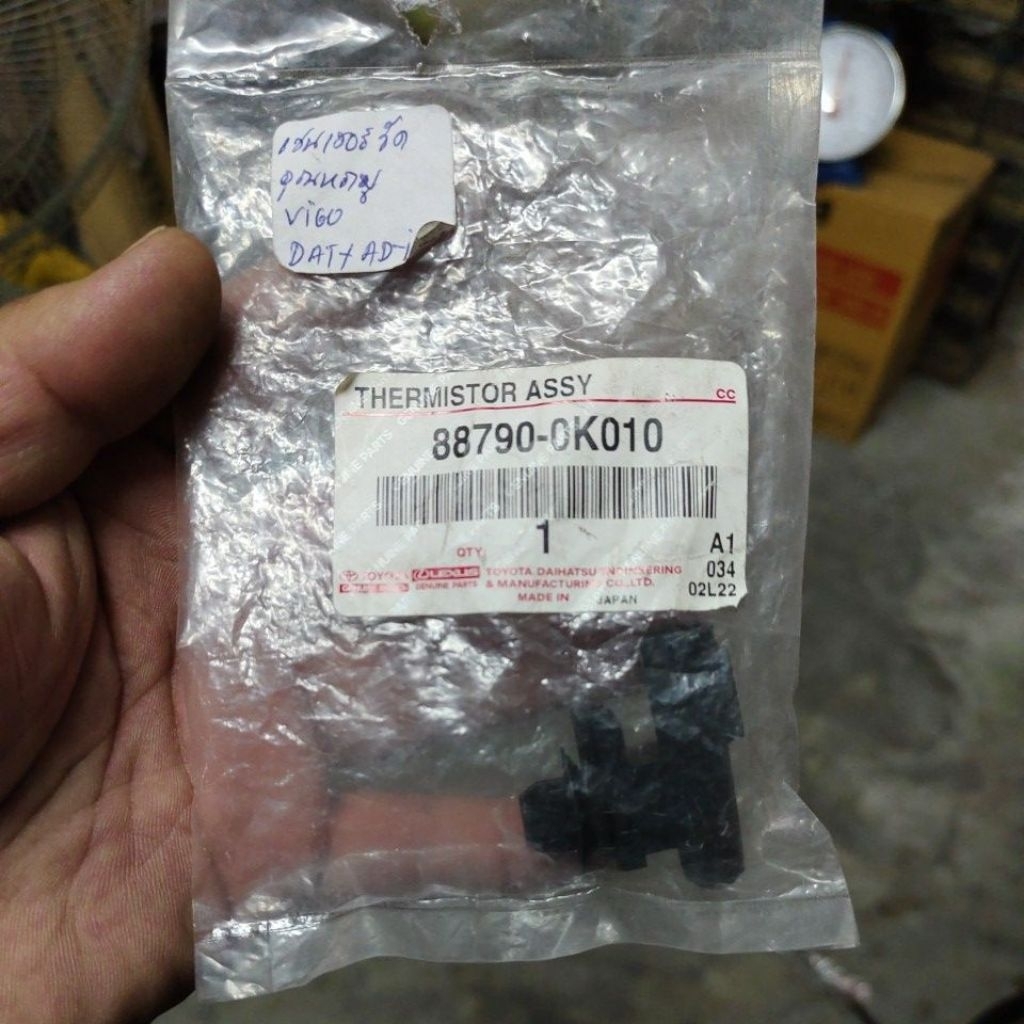 เซนเซอร์ วัด
อุณหภูมิ
VIGO
THERMISTOR ASSY
CC
88790-0K010
1
QTY
A1
TOYOTA LEXUS TOYOTA DAIHATSU ENGINEERING 034
GENUINE PARTS GENUINE PARTS & MANUFACTURING CO.,LTD. 02L22
MADE IN JAPAN